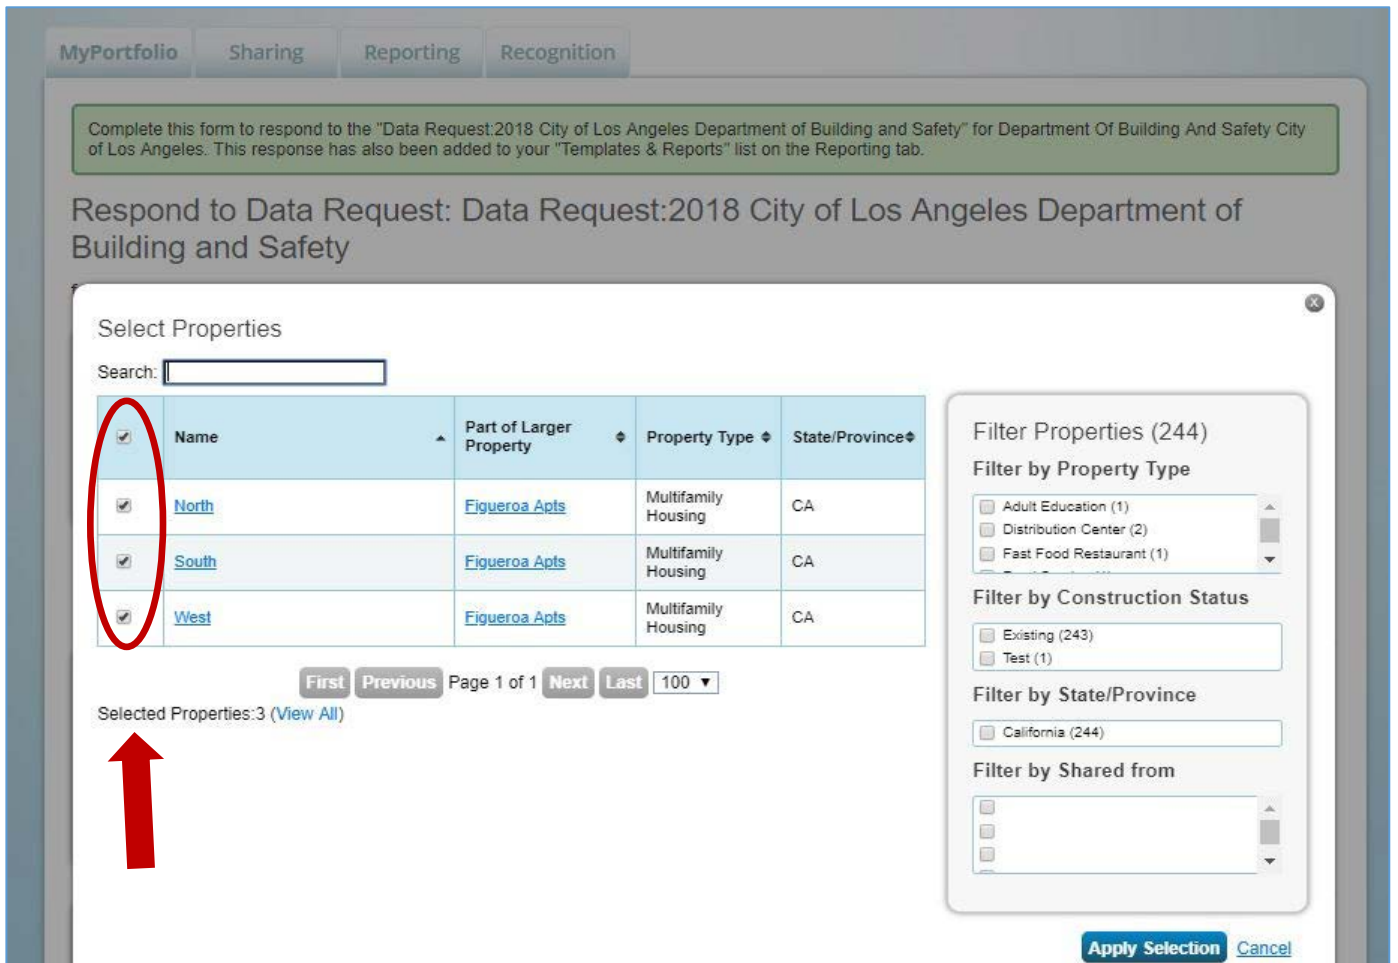 MyPortfolio Sharing Reporting Recognition
Complete this form to respond to the "Data Request:2018 City of Los Angeles Department of Building and Safety" for Department Of Building And Safety City
of Los Angeles. This response has also been added to your "Templates & Reports" list on the Reporting tab.
Respond to Data Request: Data Request:2018 City of Los Angeles Department of
Building and Safety
Select Properties
Search:
Name
Part of Larger
Property
Property Type
State/Province
North
Figueroa Apts
Multifamily
Housing
CA
South
Figueroa Apts
Multifamily
Housing
CA
West
Figueroa Apts
Multifamily
Housing
CA
First Previous Page 1 of 1 Next Last 100
Selected Properties:3 (View All)
Filter Properties (244)
Filter by Property Type
Adult Education (1)
Distribution Center (2)
Fast Food Restaurant (1)
Filter by Construction Status
Existing (243)
Test (1)
Filter by State/Province
California (244)
Filter by Shared from
Apply Selection Cancel